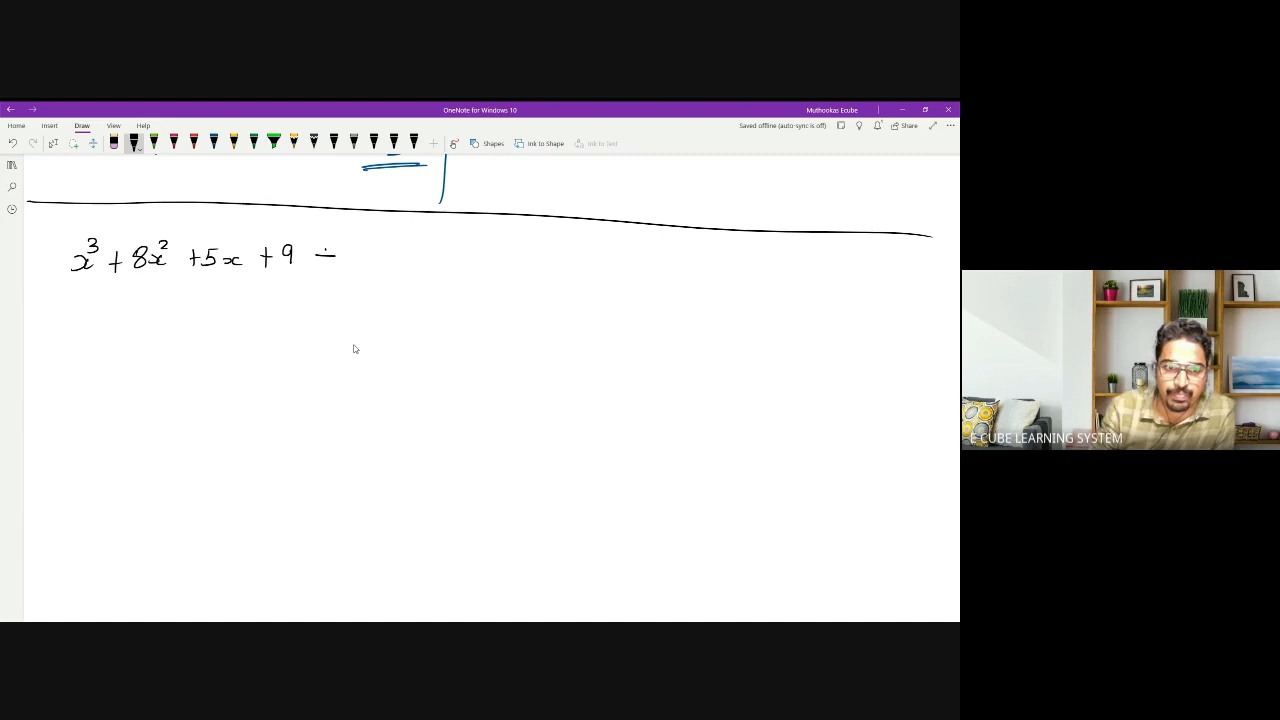 OneNote for Windows 10
Muthookas Ecube
Home Insert Draw View Help
Saved offline (auto-sync is off) Share
Shapes Ink to Shape Ink to Text
x³ + 8x² + 5x + 9 ÷
E CUBE LEARNING SYSTEM